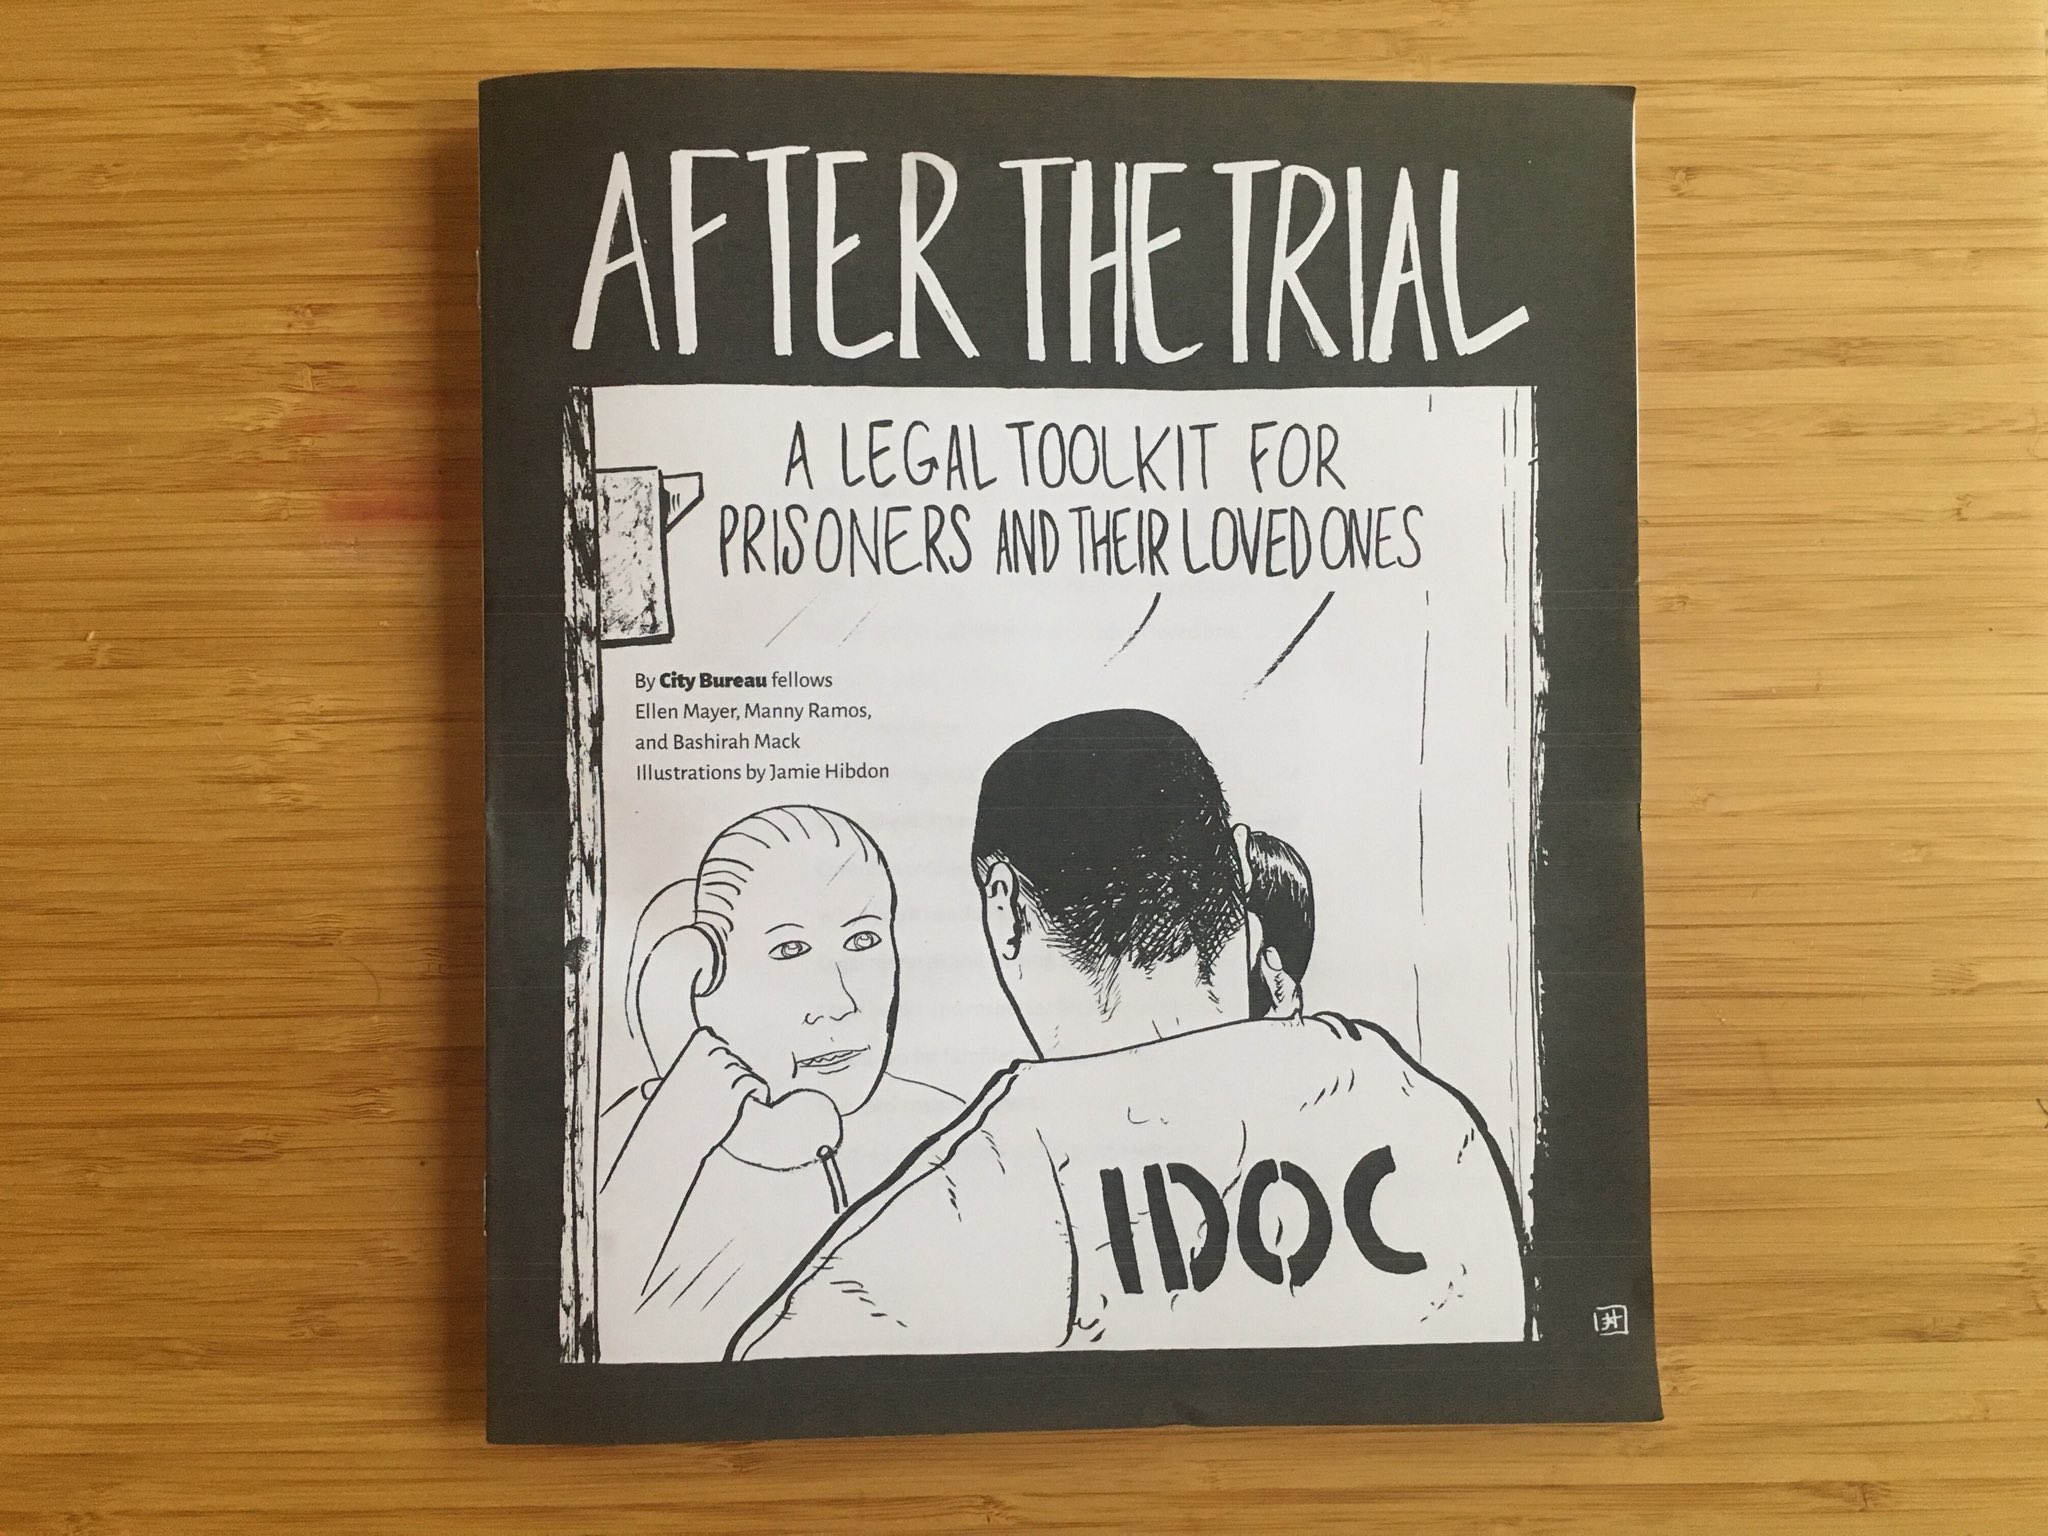 AFTER THE TRIAL
A LEGAL TOOLKIT FOR
PRISONERS AND THEIR LOVED ONES
By City Bureau fellows
Ellen Mayer, Manny Ramos,
and Bashirah Mack
Illustrations by Jamie Hibdon
IDOC